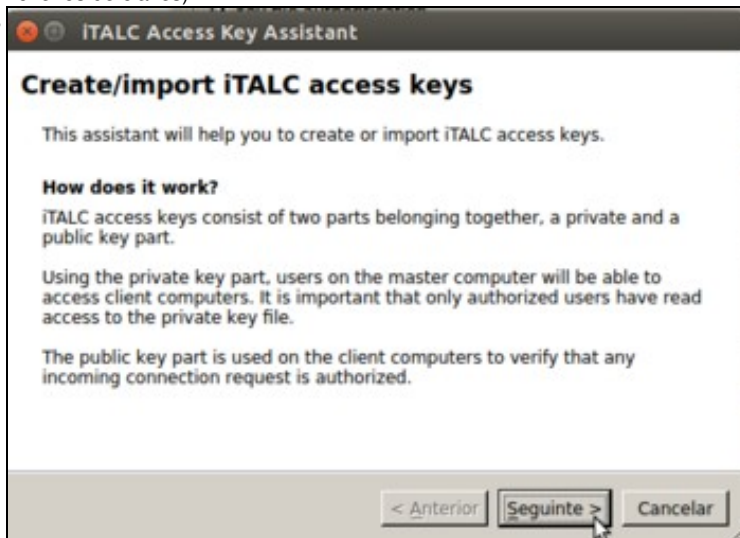 iTALC Access Key Assistant
Create/import iTALC access keys
This assistant will help you to create or import iTALC access keys.
How does it work?
iTALC access keys consist of two parts belonging together, a private and a
public key part.
Using the private key part, users on the master computer will be able to
access client computers. It is important that only authorized users have read
access to the private key file.
The public key part is used on the client computers to verify that any
incoming connection request is authorized.
< Anterior Seguinte > Cancelar